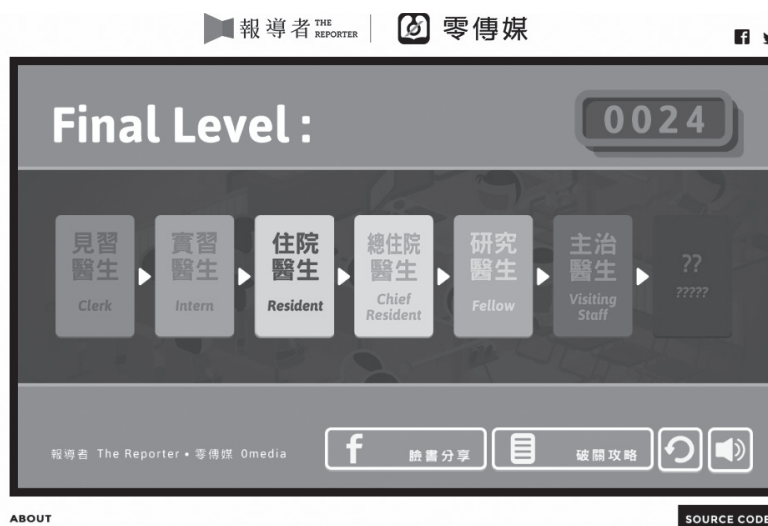 報導者 THE REPORTER 零傳媒
Final Level :
0024
見習醫生
Clerk
實習醫生
Intern
住院醫生
Resident
總住院醫生
Chief Resident
研究醫生
Fellow
主治醫生
Visiting Staff
??
?????
報導者 The Reporter • 零傳媒 0media
臉書分享
破關攻略
ABOUT
SOURCE CODE